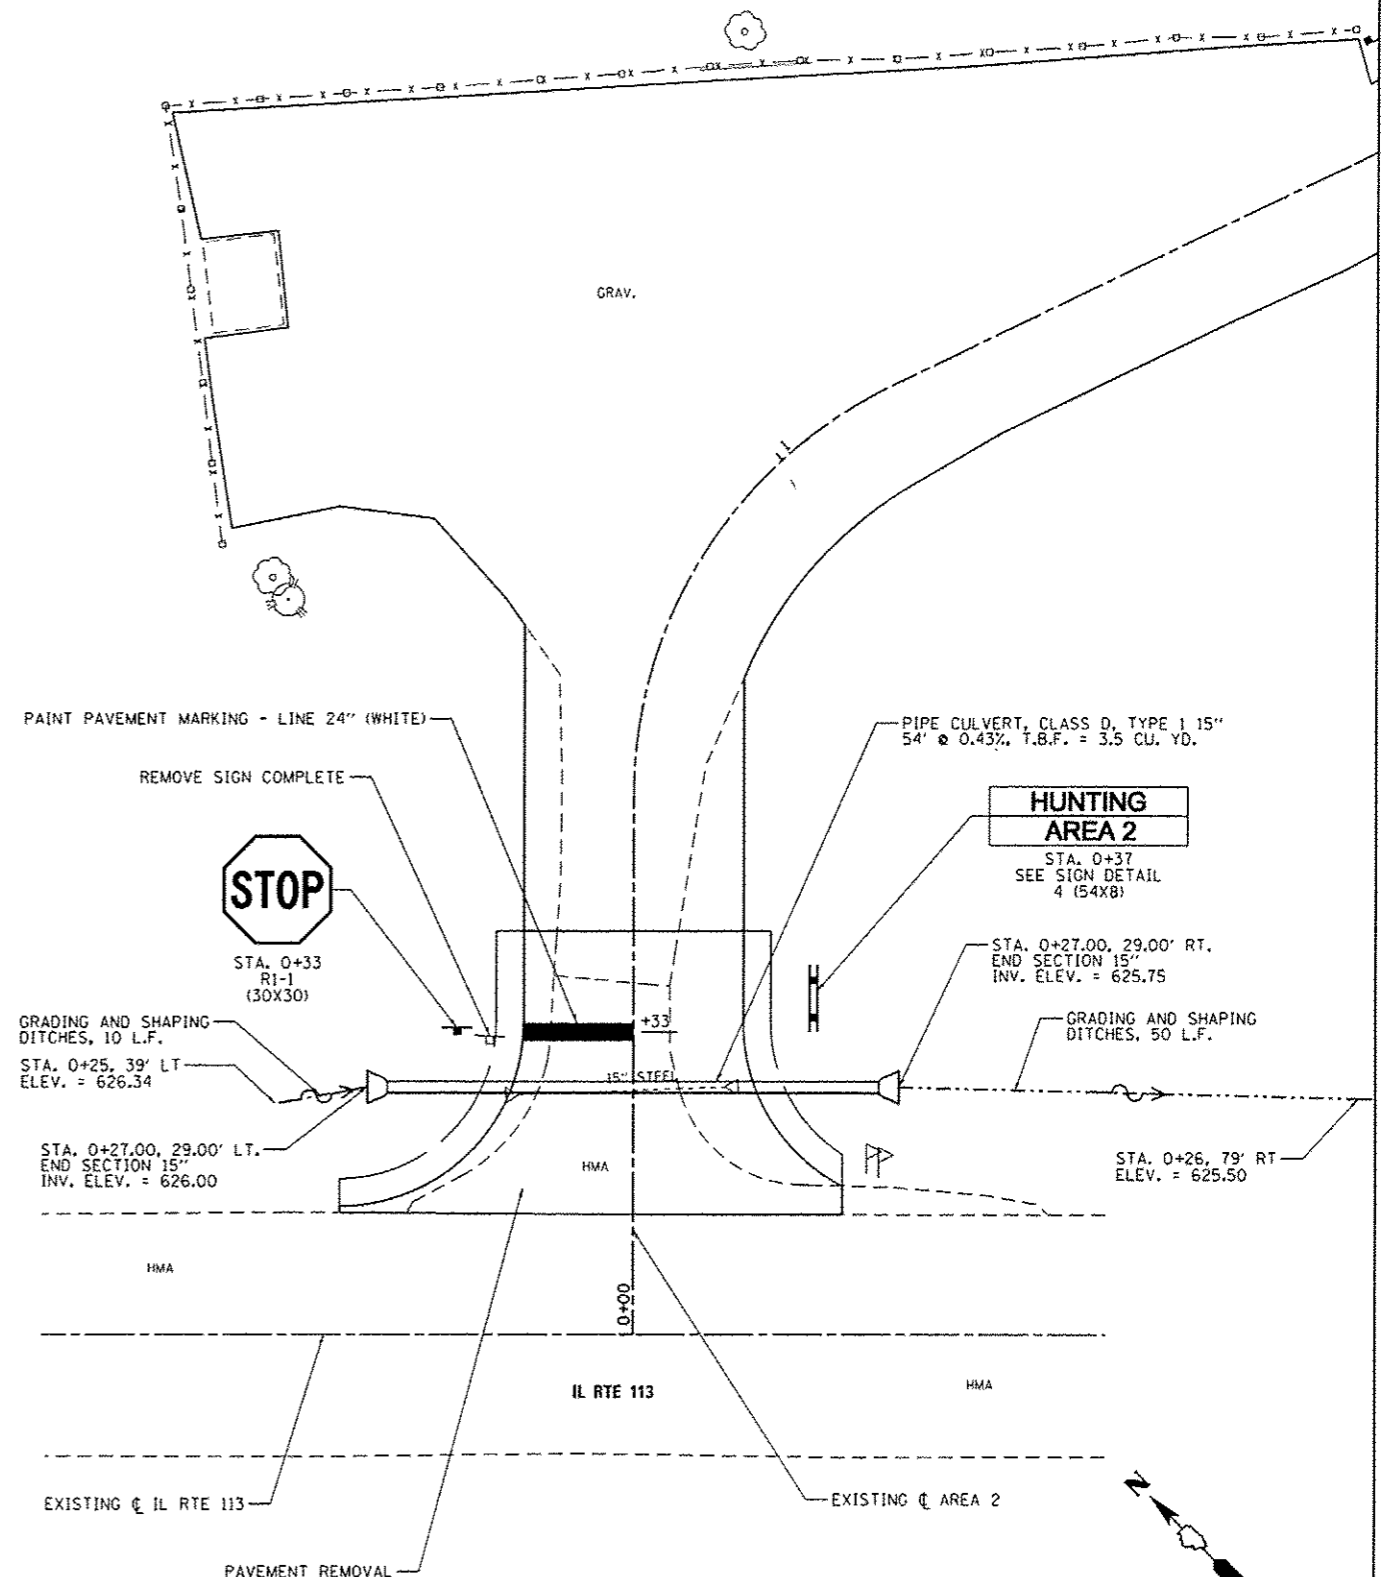 GRAV.
11
PAINT PAVEMENT MARKING - LINE 24" (WHITE)
REMOVE SIGN COMPLETE
PIPE CULVERT, CLASS D, TYPE 1 15"
54' @ 0.43%, T.B.F. = 3.5 CU. YD.
HUNTING
AREA 2
STA. 0+37
SEE SIGN DETAIL
4 (54X8)
STOP
STA. 0+33
R1-1
(30X30)
STA. 0+27.00, 29.00' RT.
END SECTION 15"
INV. ELEV. = 625.75
GRADING AND SHAPING
DITCHES, 10 L.F.
+33
GRADING AND SHAPING
DITCHES, 50 L.F.
STA. 0+25, 39' LT
ELEV. = 626.34
15" STEEL
STA. 0+27.00, 29.00' LT.
END SECTION 15"
INV. ELEV. = 626.00
HMA
STA. 0+26, 79' RT
ELEV. = 625.50
HMA
0+00
IL RTE 113
HMA
EXISTING ℄ IL RTE 113
EXISTING ℄ AREA 2
N
PAVEMENT REMOVAL